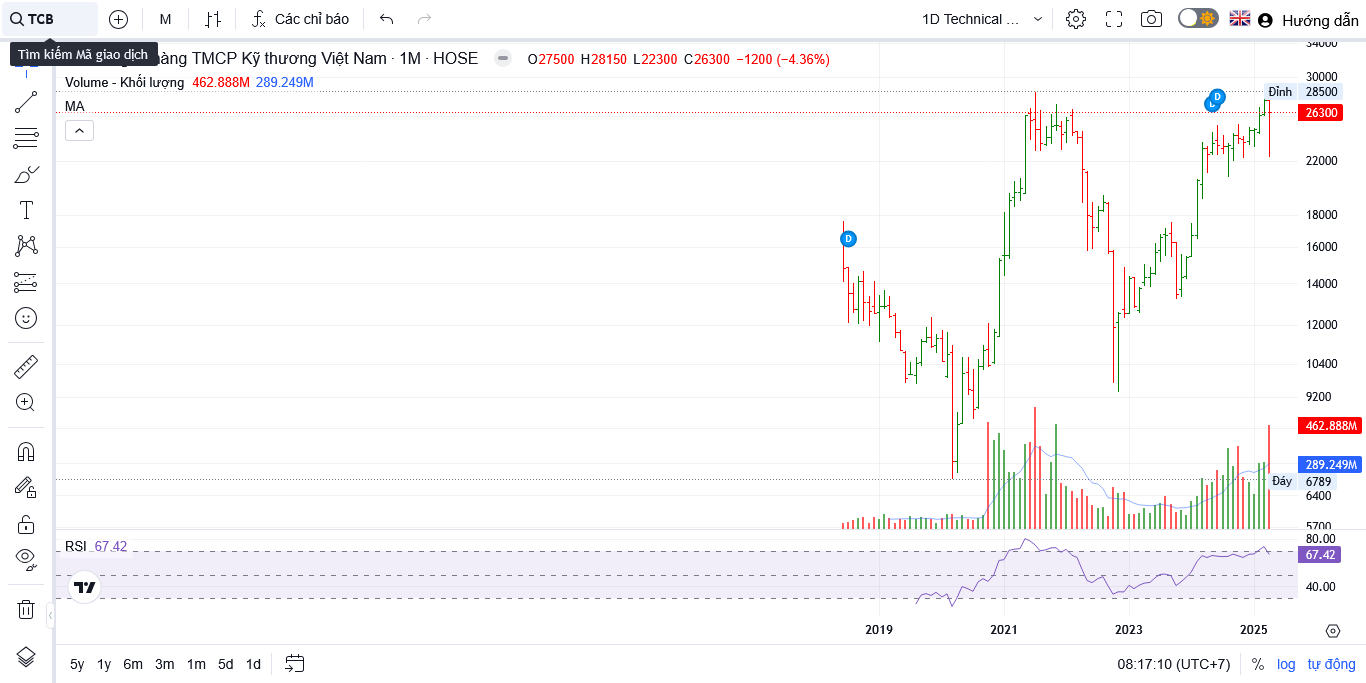 TCB
M
Các chỉ báo
1D Technical ...
Hướng dẫn
Tìm kiếm Mã giao dịch
hàng TMCP Kỹ thương Việt Nam · 1M · HOSE
O27500 H28150 L22300 C26300 −1200 (−4.36%)
Volume - Khối lượng 462.888M 289.249M
MA
34000
30000
Đỉnh 28500
26300
22000
18000
16000
14000
12000
10400
9200
462.888M
289.249M
Đáy 6789
6400
5700
D
L
D
RSI 67.42
80.00
67.42
40.00
2019 2021 2023 2025
5y 1y 6m 3m 1m 5d 1d
08:17:10 (UTC+7) % log tự động